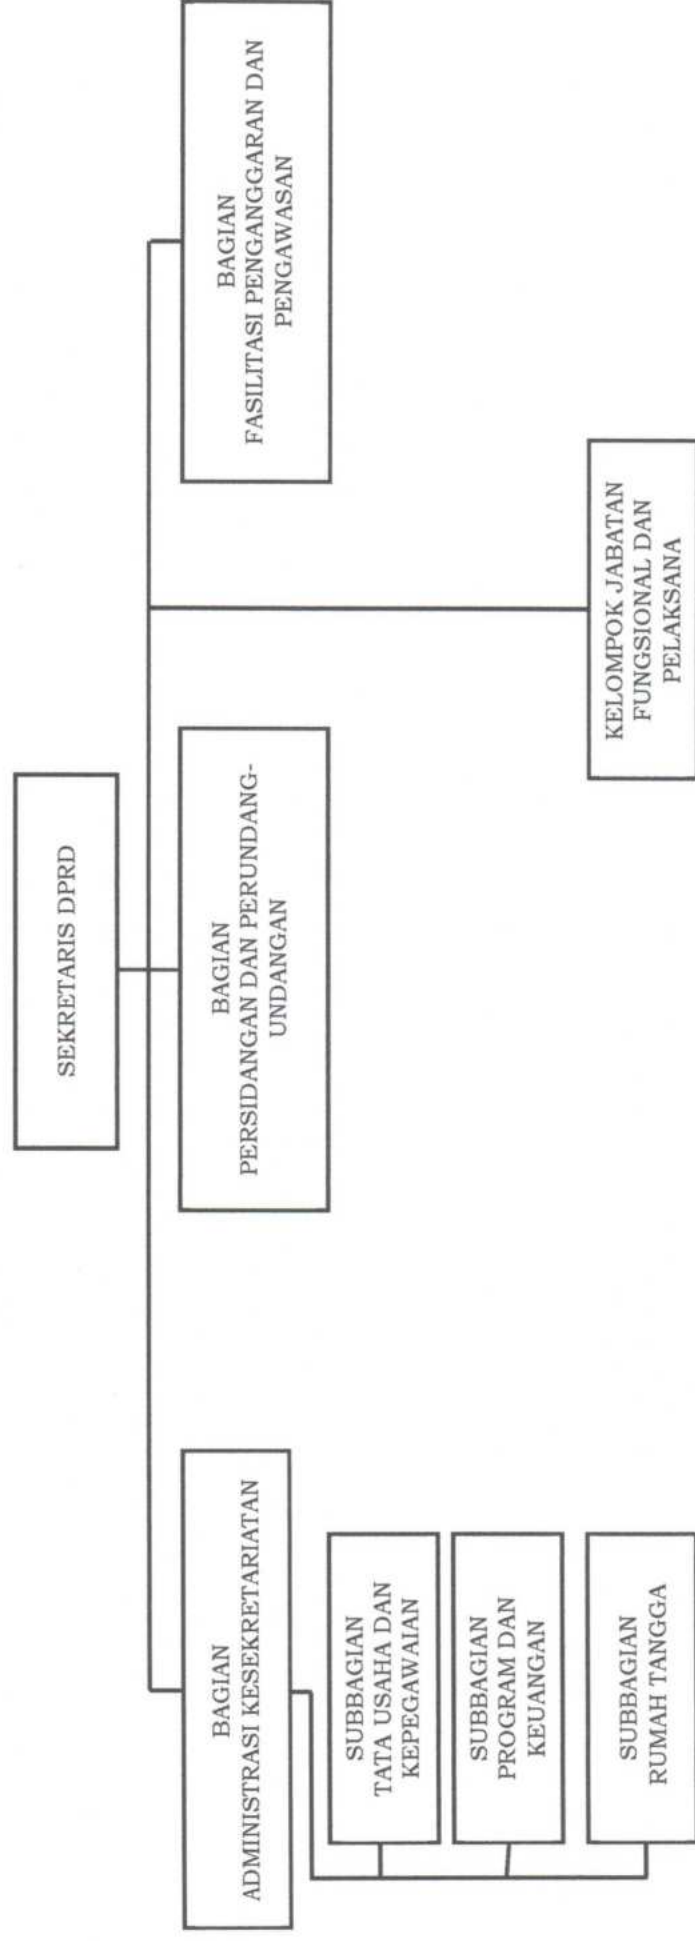 SEKRETARIS DPRD
BAGIAN
ADMINISTRASI KESEKRETARIATAN
SUBBAGIAN
TATA USAHA DAN
KEPEGAWAIAN
SUBBAGIAN
PROGRAM DAN
KEUANGAN
SUBBAGIAN
RUMAH TANGGA
BAGIAN
PERSIDANGAN DAN PERUNDANG-
UNDANGAN
BAGIAN
FASILITASI PENGANGGARAN DAN
PENGAWASAN
KELOMPOK JABATAN
FUNGSIONAL DAN
PELAKSANA